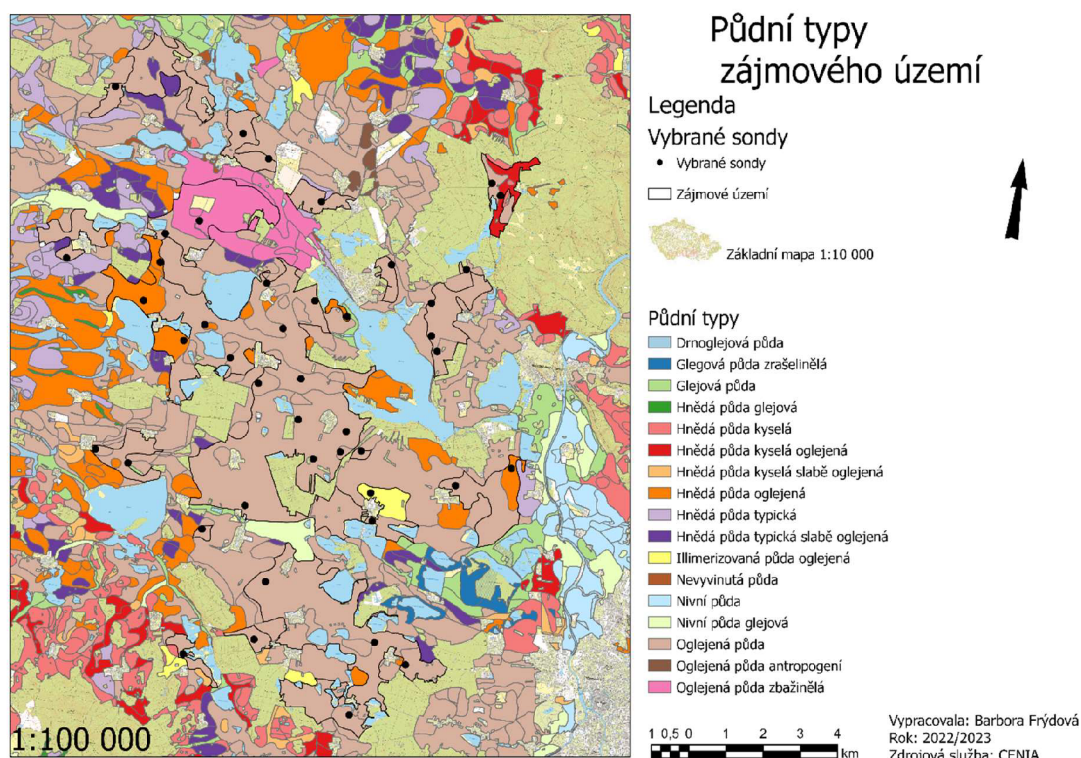 Půdní typy
zájmového území
Legenda
Vybrané sondy
Vybrané sondy
Zájmové území
Základní mapa 1:10 000
Půdní typy
Drnoglejová půda
Glegová půda zrašelinělá
Glejová půda
Hnědá půda glejová
Hnědá půda kyselá
Hnědá půda kyselá oglejená
Hnědá půda kyselá slabě oglejená
Hnědá půda oglejená
Hnědá půda typická
Hnědá půda typická slabě oglejená
Illimerizovaná půda oglejená
Nevyvinutá půda
Nivní půda
Nivní půda glejová
Oglejená půda
Oglejená půda antropogení
Oglejená půda zbažinělá
1:100 000
1 0,5 0 1 2 3 4
km
Vypracovala: Barbora Frýdová
Rok: 2022/2023
Zdrojová služba: CENIA